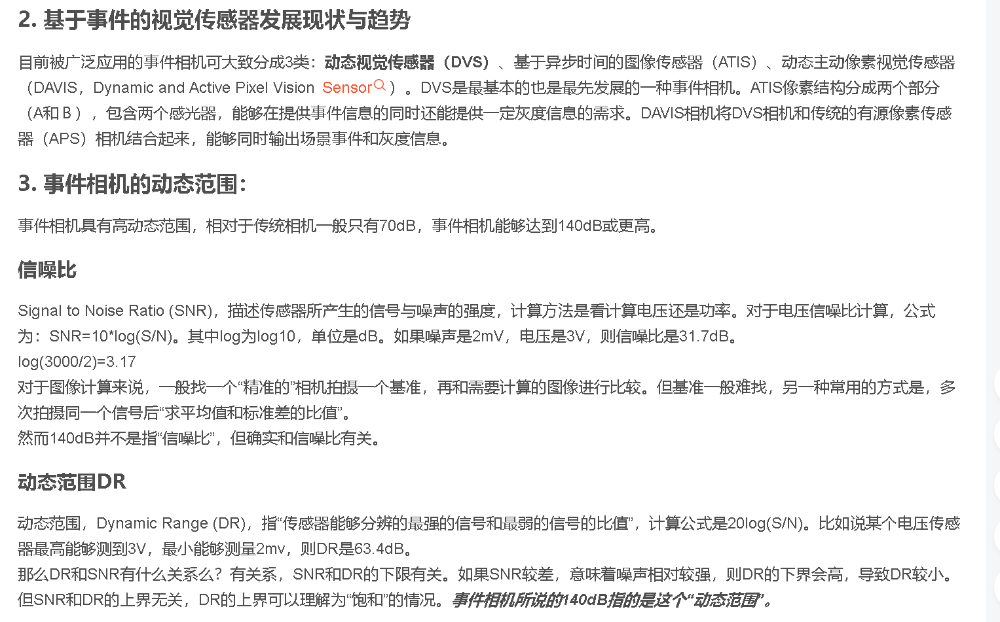 2. 基于事件的视觉传感器发展现状与趋势
目前被广泛应用的事件相机可大致分成3类：动态视觉传感器（DVS）、基于异步时间的图像传感器（ATIS）、动态主动像素视觉传感器
（DAVIS，Dynamic and Active Pixel Vision Sensor）。DVS是最基本的也是最先发展的一种事件相机。ATIS像素结构分成两个部分
（A和Ｂ），包含两个感光器，能够在提供事件信息的同时还能提供一定灰度信息的需求。DAVIS相机将DVS相机和传统的有源像素传感
器（APS）相机结合起来，能够同时输出场景事件和灰度信息。
3. 事件相机的动态范围：
事件相机具有高动态范围，相对于传统相机一般只有70dB，事件相机能够达到140dB或更高。
信噪比
Signal to Noise Ratio (SNR)，描述传感器所产生的信号与噪声的强度，计算方法是看计算电压还是功率。对于电压信噪比计算，公式
为：SNR=10*log(S/N)。其中log为log10，单位是dB。如果噪声是2mV，电压是3V，则信噪比是31.7dB。
log(3000/2)=3.17
对于图像计算来说，一般找一个“精准的”相机拍摄一个基准，再和需要计算的图像进行比较。但基准一般难找，另一种常用的方式是，多
次拍摄同一个信号后“求平均值和标准差的比值”。
然而140dB并不是指“信噪比”，但确实和信噪比有关。
动态范围DR
动态范围，Dynamic Range (DR)，指“传感器能够分辨的最强的信号和最弱的信号的比值”，计算公式是20log(S/N)。比如说某个电压传感
器最高能够测到3V，最小能够测量2mv，则DR是63.4dB。
那么DR和SNR有什么关系么？有关系，SNR和DR的下限有关。如果SNR较差，意味着噪声相对较强，则DR的下界会高，导致DR较小。
但SNR和DR的上界无关，DR的上界可以理解为“饱和”的情况。事件相机所说的140dB指的是这个“动态范围”。